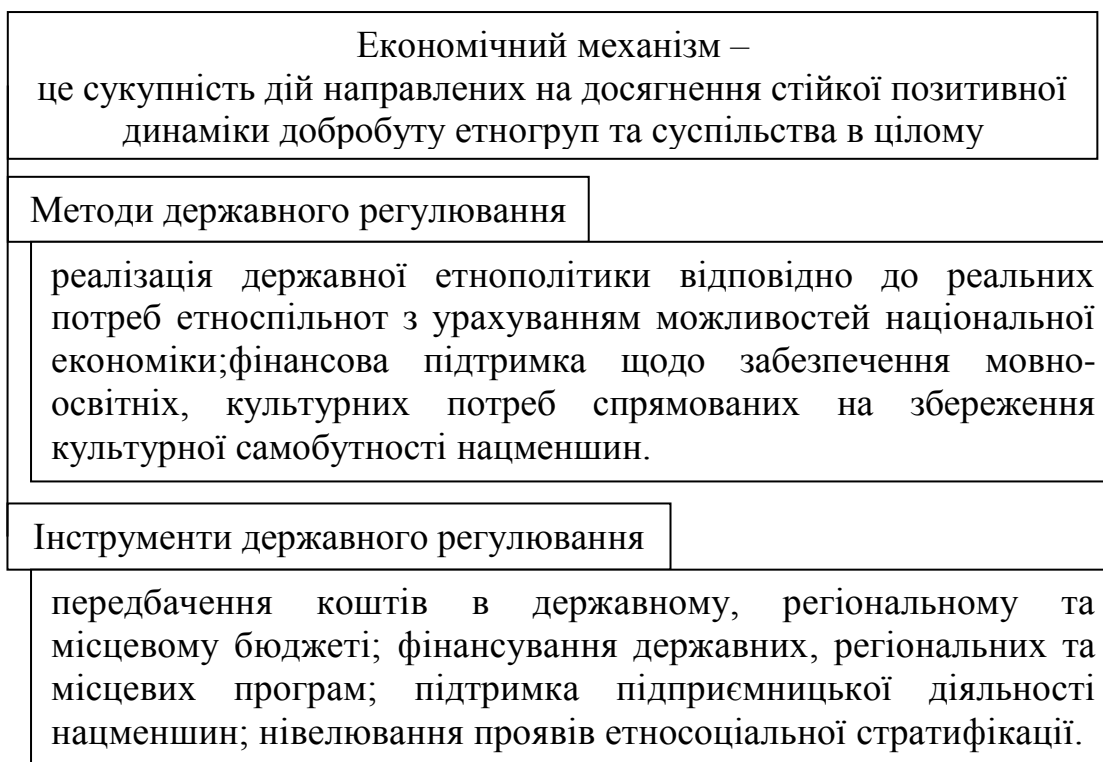 Економічний механізм –
це сукупність дій направлених на досягнення стійкої позитивної
динаміки добробуту етногруп та суспільства в цілому
Методи державного регулювання
реалізація державної етнополітики відповідно до реальних
потреб етноспільнот з урахуванням можливостей національної
економіки;фінансова підтримка щодо забезпечення мовно-
освітніх, культурних потреб спрямованих на збереження
культурної самобутності нацменшин.
Інструменти державного регулювання
передбачення коштів в державному, регіональному та
місцевому бюджеті; фінансування державних, регіональних та
місцевих програм; підтримка підприємницької діяльності
нацменшин; нівелювання проявів етносоціальної стратифікації.